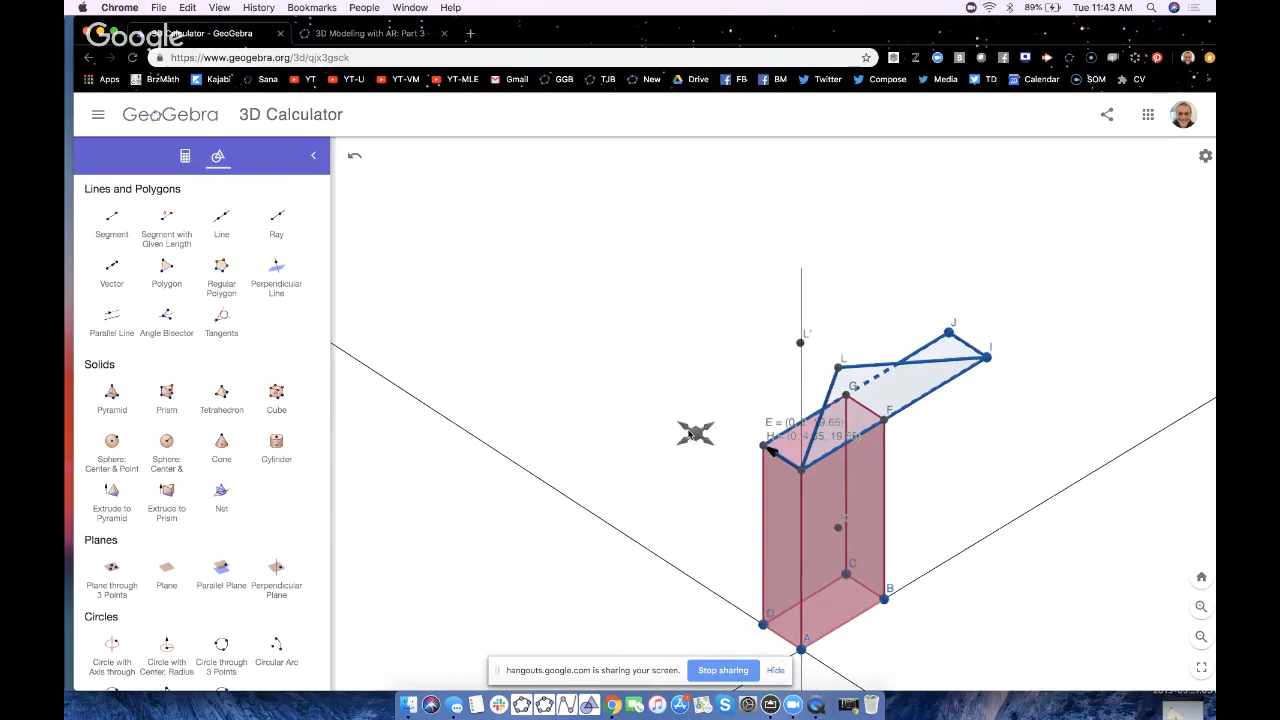 Chrome File Edit View History Bookmarks People Window Help 89% Tue 11:43 AM
Google
3D Calculator - GeoGebra × 3D Modeling with AR: Part 3 – × +
https://www.geogebra.org/3d/qjx3gsck
Apps BrzMath Kajabi Sana YT YT-U YT-VM YT-MLE Gmail GGB TJB New Drive FB BM Twitter Compose Media TD Calendar SOM CV
GeoGebra 3D Calculator
Lines and Polygons
Segment Segment with Given Length Line Ray
Vector Polygon Regular Polygon Perpendicular Line
Parallel Line Angle Bisector Tangents
Solids
Pyramid Prism Tetrahedron Cube
Sphere: Center & Point Sphere: Center & Cone Cylinder
Extrude to Pyramid Extrude to Prism Net
Planes
Plane through 3 Points Plane Parallel Plane Perpendicular Plane
Circles
Circle with Axis through Circle with Center, Radius Circle through 3 Points Circular Arc
J
L'
I
L
G
F
C
B
D
A
hangouts.google.com is sharing your screen. Stop sharing Hide